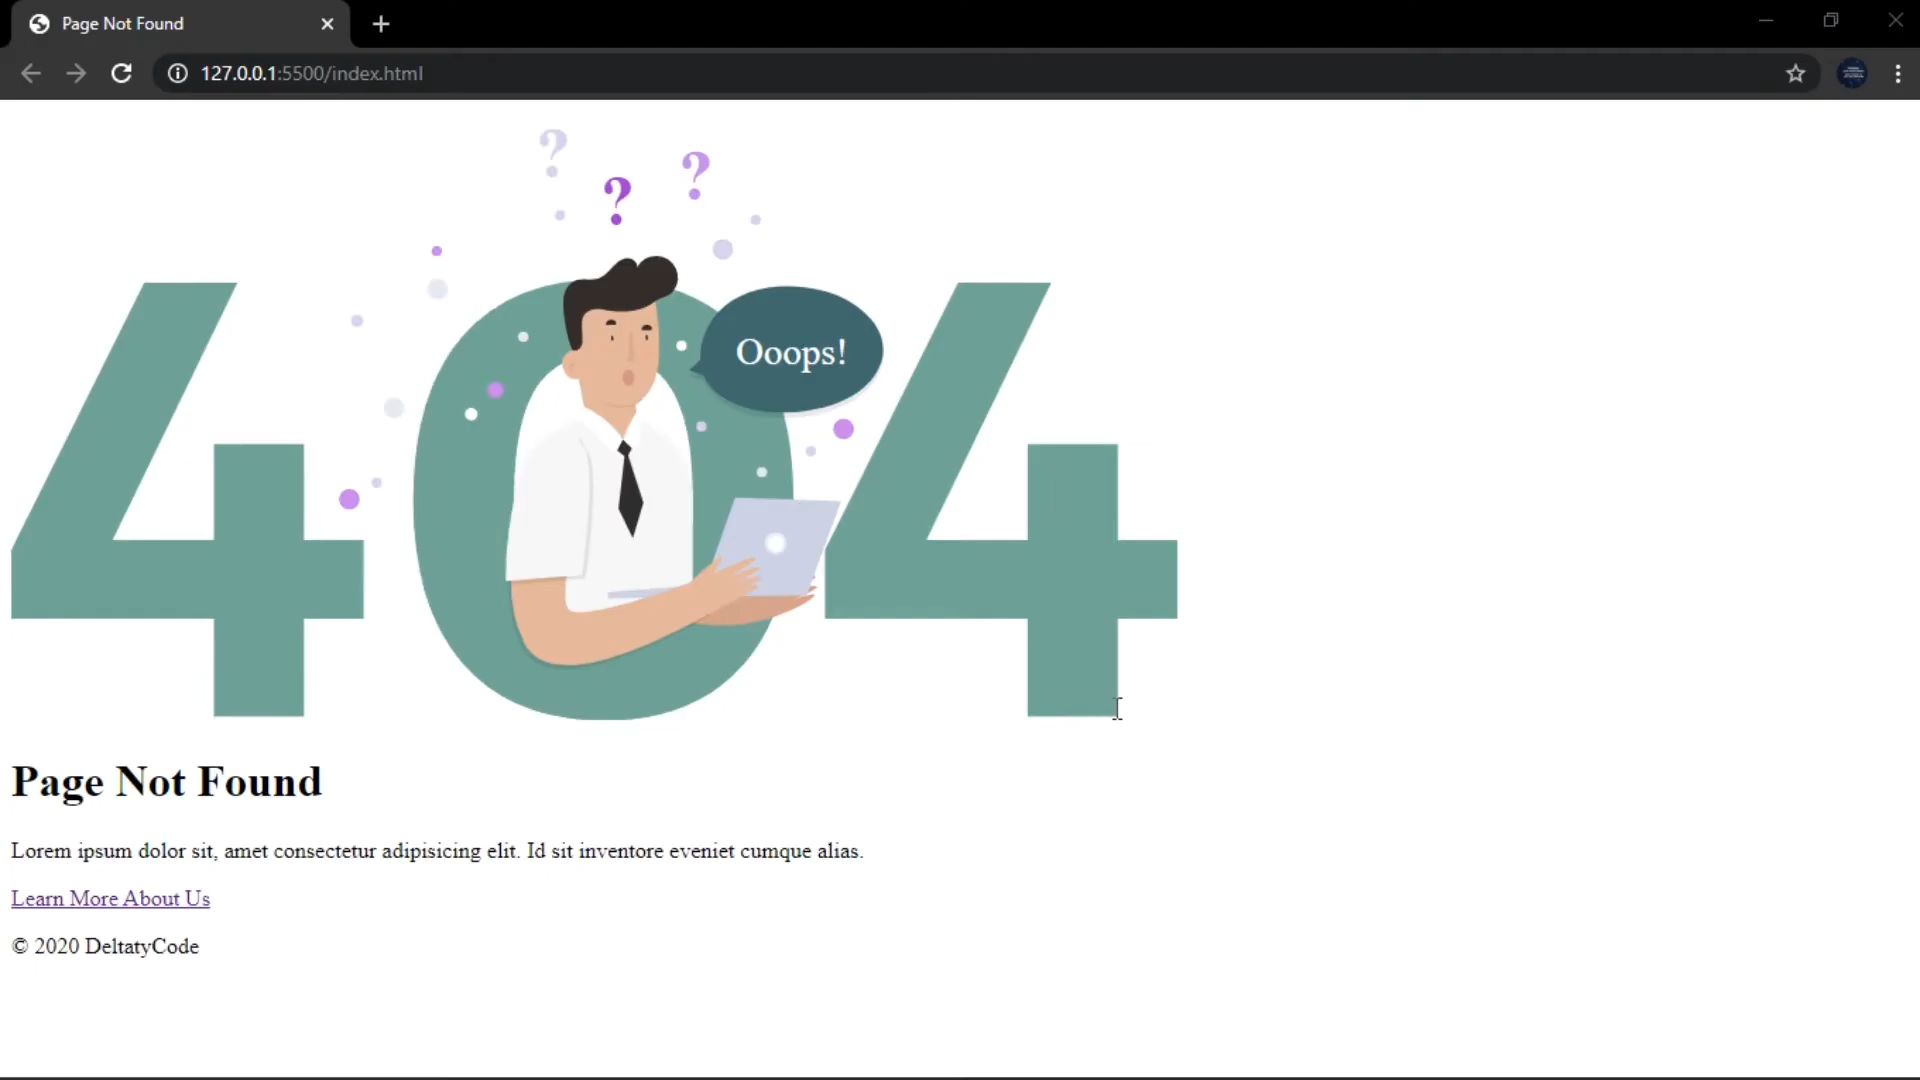 Page Not Found
127.0.0.1:5500/index.html
? ? ?
404
Ooops!
Page Not Found
Lorem ipsum dolor sit, amet consectetur adipisicing elit. Id sit inventore eveniet cumque alias.
Learn More About Us
© 2020 DeltatyCode